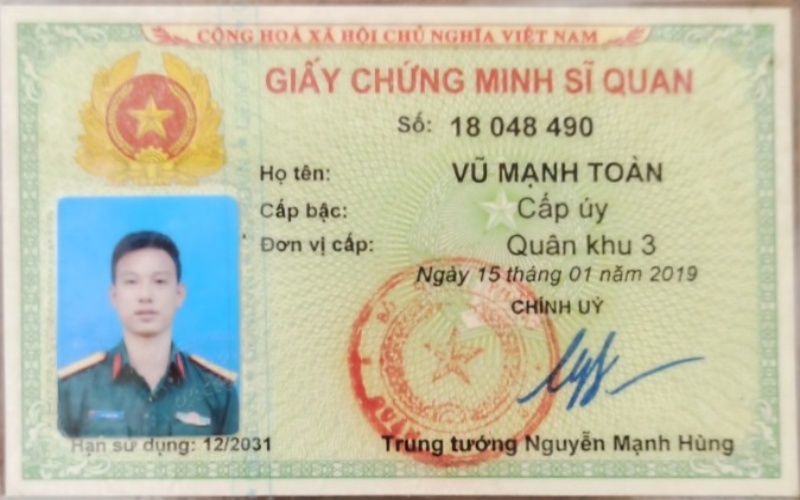 CỘNG HOÀ XÃ HỘI CHỦ NGHĨA VIỆT NAM
GIẤY CHỨNG MINH SĨ QUAN
Số: 18 048 490
Họ tên: VŨ MẠNH TOÀN
Cấp bậc: Cấp úy
Đơn vị cấp: Quân khu 3
Ngày 15 tháng 01 năm 2019
CHÍNH UỶ
Hạn sử dụng: 12/2031
Trung tướng Nguyễn Mạnh Hùng